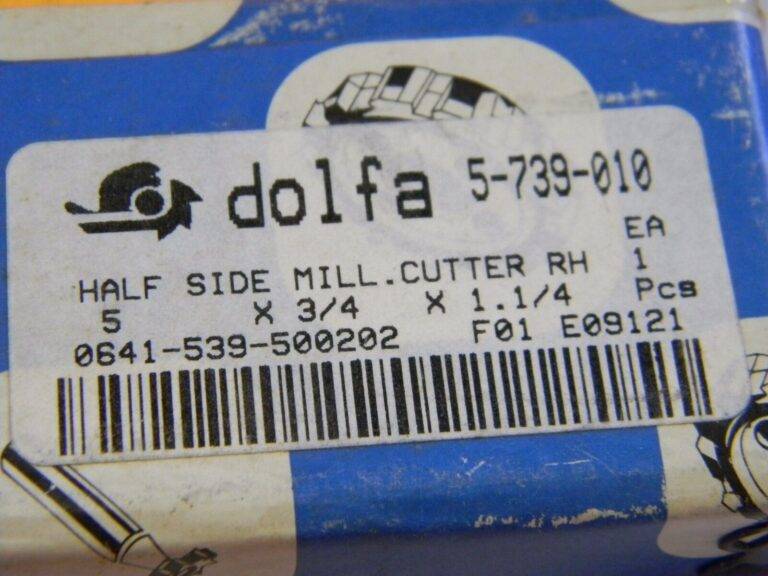 dolfa 5-739-010
EA
HALF SIDE MILL.CUTTER RH 1
5 X 3/4 X 1.1/4 Pcs
0641-539-500202 F01 E09121